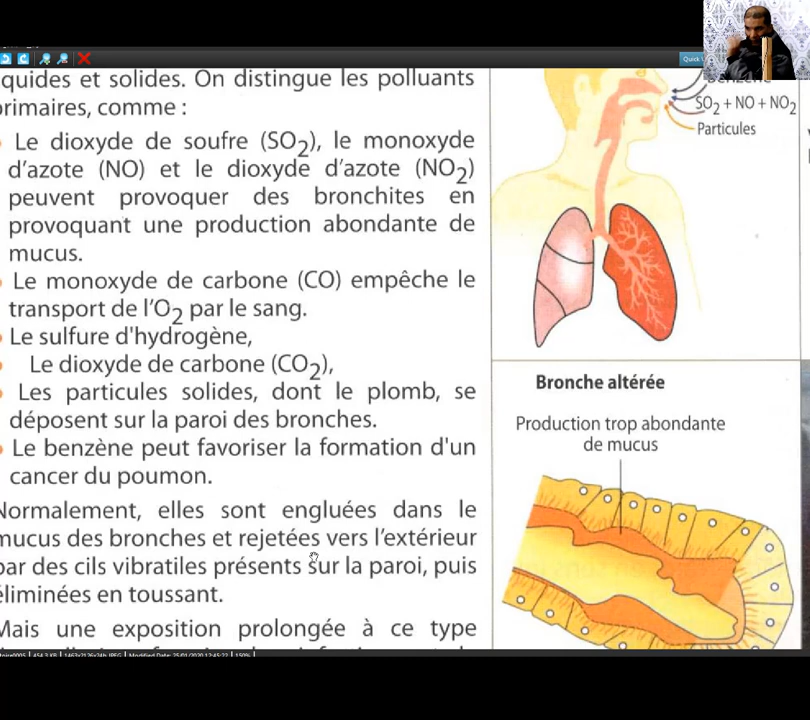 quides et solides. On distingue les polluants
primaires, comme :
Le dioxyde de soufre (SO2), le monoxyde
d'azote (NO) et le dioxyde d'azote (NO2)
peuvent provoquer des bronchites en
provoquant une production abondante de
mucus.
Le monoxyde de carbone (CO) empêche le
transport de l'O2 par le sang.
Le sulfure d'hydrogène,
Le dioxyde de carbone (CO2),
Les particules solides, dont le plomb, se
déposent sur la paroi des bronches.
Le benzène peut favoriser la formation d'un
cancer du poumon.
Normalement, elles sont engluées dans le
mucus des bronches et rejetées vers l'extérieur
par des cils vibratiles présents sur la paroi, puis
éliminées en toussant.
Mais une exposition prolongée à ce type
Quick
Benzène
SO2 + NO + NO2
Particules
Bronche altérée
Production trop abondante
de mucus